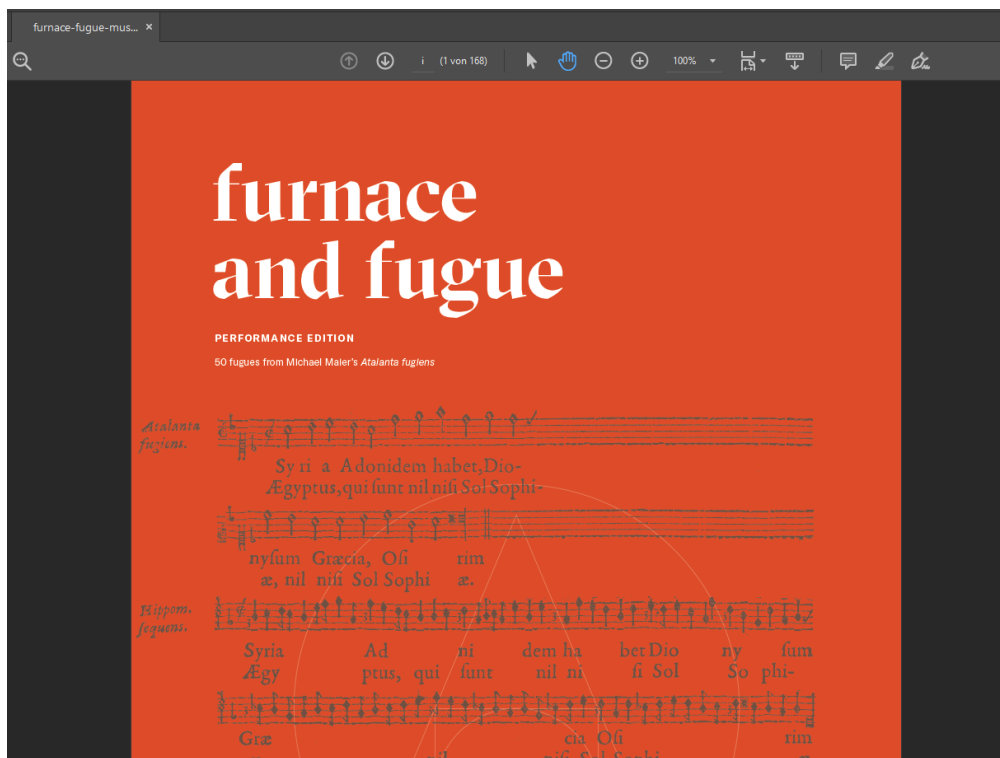 furnace-fugue-mus... ×
i (1 von 168) 100%
furnace
and fugue
PERFORMANCE EDITION
50 fugues from Michael Maier's Atalanta fugiens
Atalanta
fugiens.
Sy ri a Adonidem habet, Dio-
Ægyptus, qui ſunt nil niſi Sol Sophi-
nyſum Græcia, Oſi rim
æ, nil niſi Sol Sophi æ.
Hippom.
ſequens.
Syria Ad ni dem ha bet Dio ny ſum
Ægy ptus, qui ſunt nil ni ſi Sol So phi-
Græ cia Oſi rim